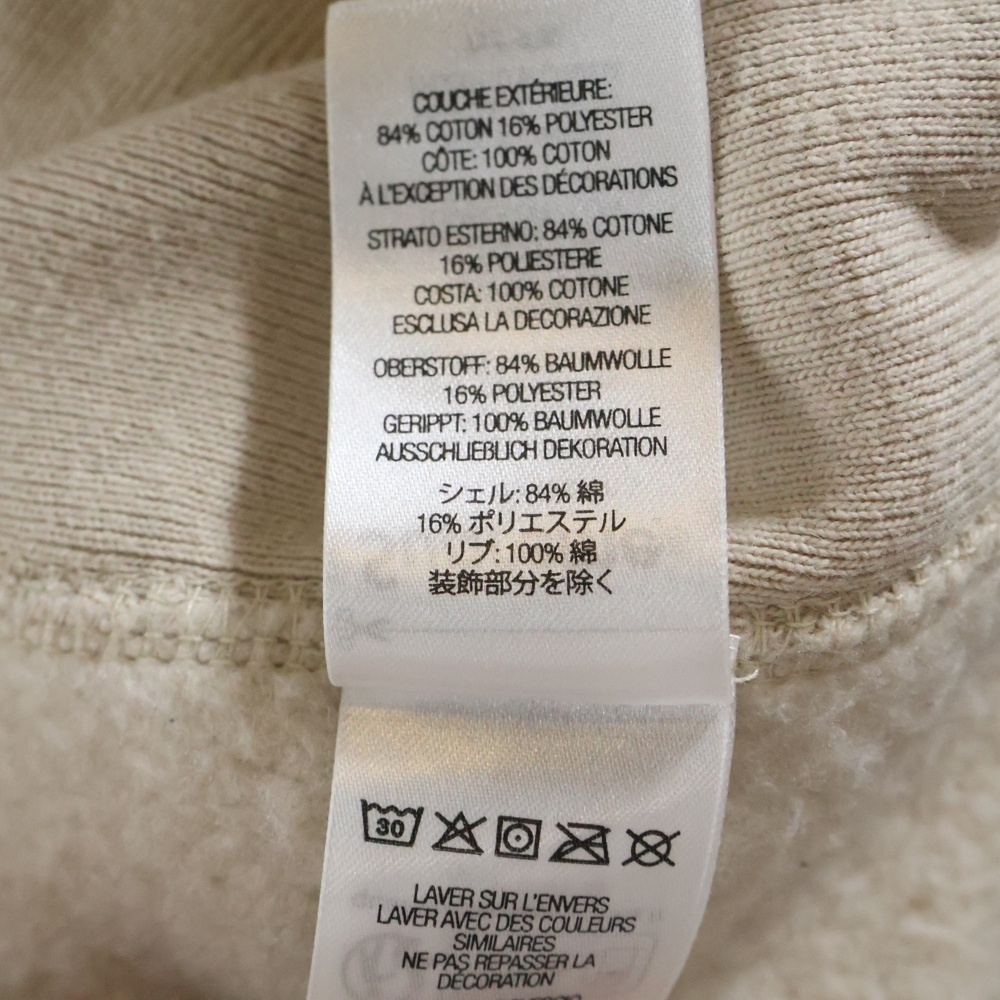 COUCHE EXTÉRIEURE:
84% COTON 16% POLYESTER
CÔTE: 100% COTON
À L'EXCEPTION DES DÉCORATIONS
STRATO ESTERNO: 84% COTONE
16% POLIESTERE
COSTA: 100% COTONE
ESCLUSA LA DECORAZIONE
OBERSTOFF: 84% BAUMWOLLE
16% POLYESTER
GERIPPT: 100% BAUMWOLLE
AUSSCHLIEBLICH DEKORATION
シェル: 84% 綿
16% ポリエステル
リブ: 100% 綿
装飾部分を除く
30
LAVER SUR L'ENVERS
LAVER AVEC DES COULEURS
SIMILAIRES
NE PAS REPASSER LA
DÉCORATION